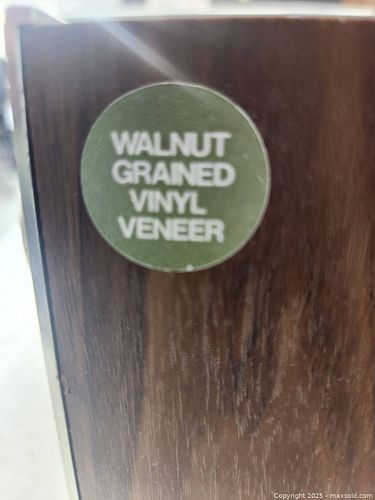 WALNUT
GRAINED
VINYL
VENEER
Copyright 2025 - maxsold.com